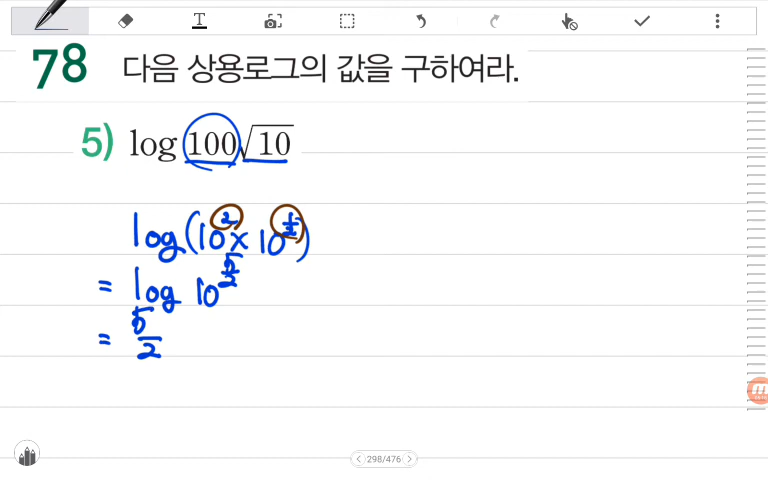 T
78 다음 상용로그의 값을 구하여라.
5) log 100√10
log(10²×10^½)
= log 10^(5/2)
= 5/2
298/476